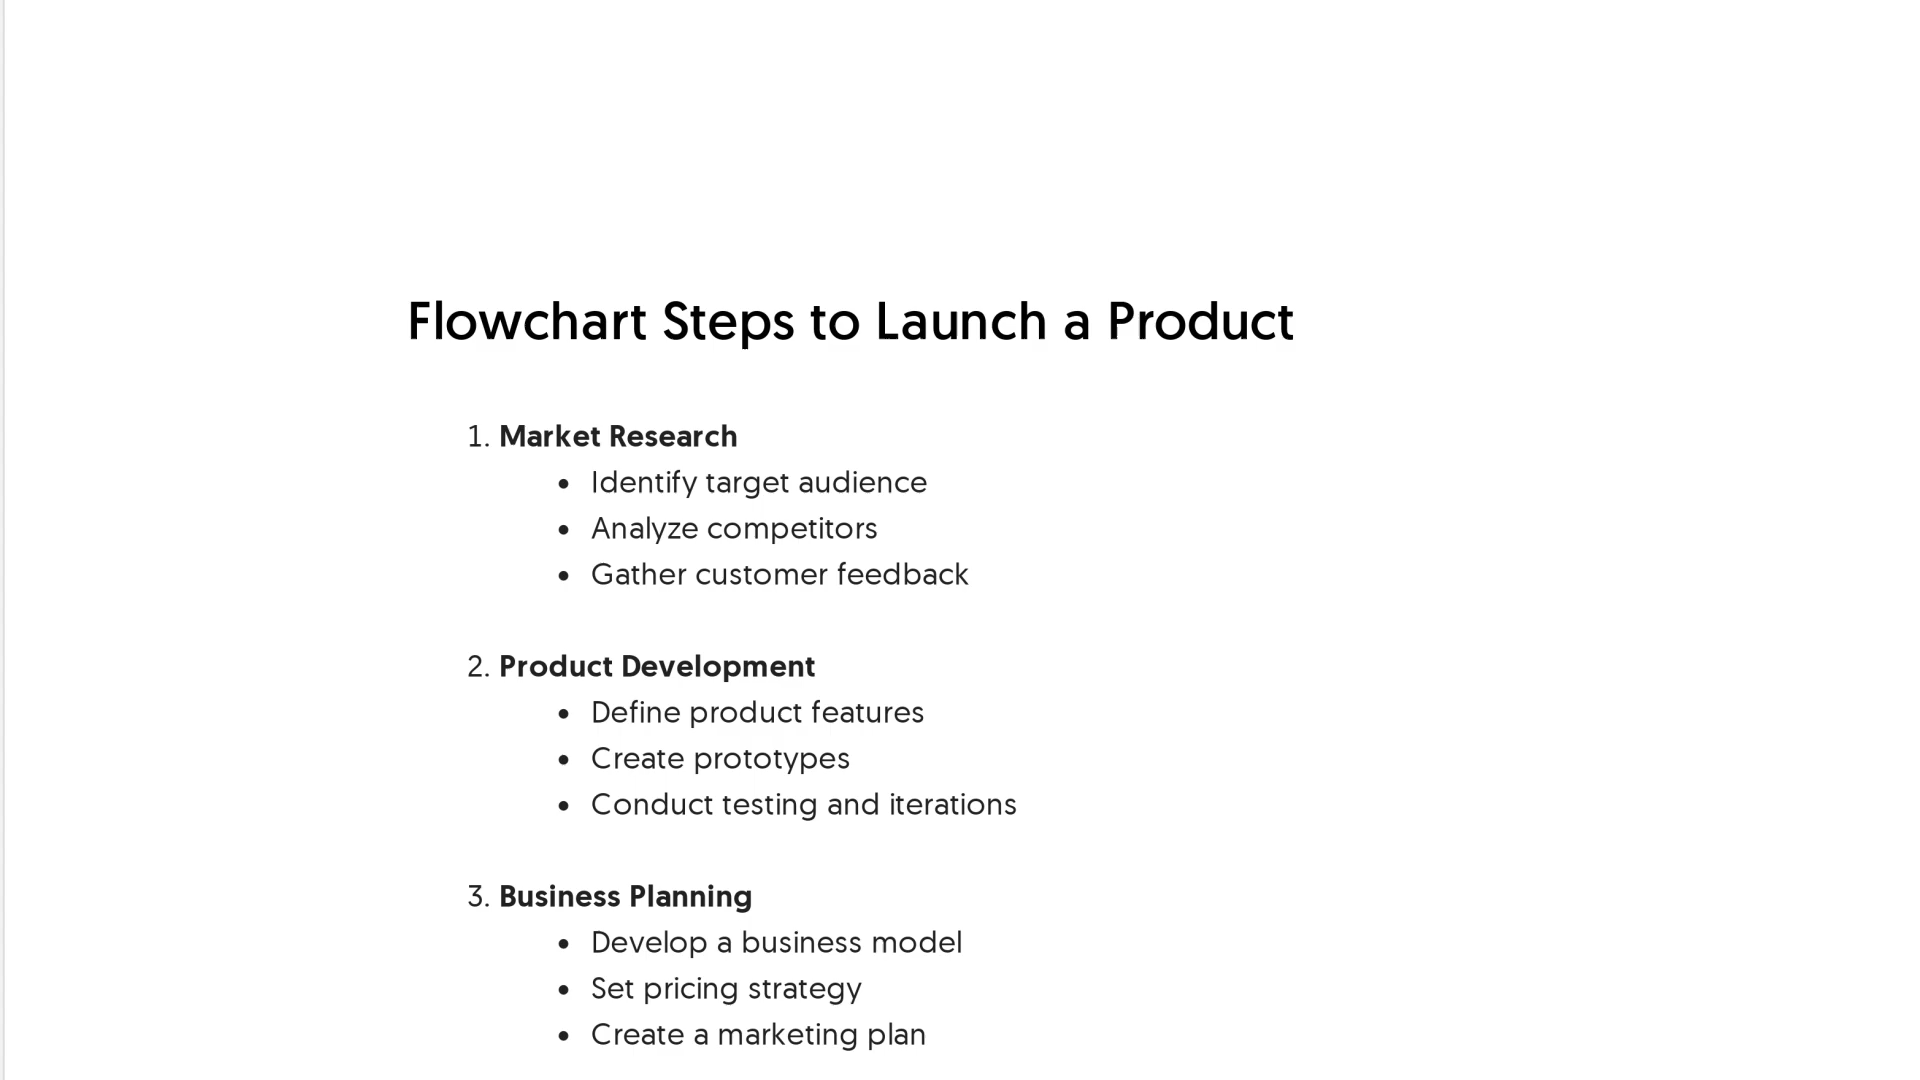 Flowchart Steps to Launch a Product
1. Market Research
• Identify target audience
• Analyze competitors
• Gather customer feedback
2. Product Development
• Define product features
• Create prototypes
• Conduct testing and iterations
3. Business Planning
• Develop a business model
• Set pricing strategy
• Create a marketing plan